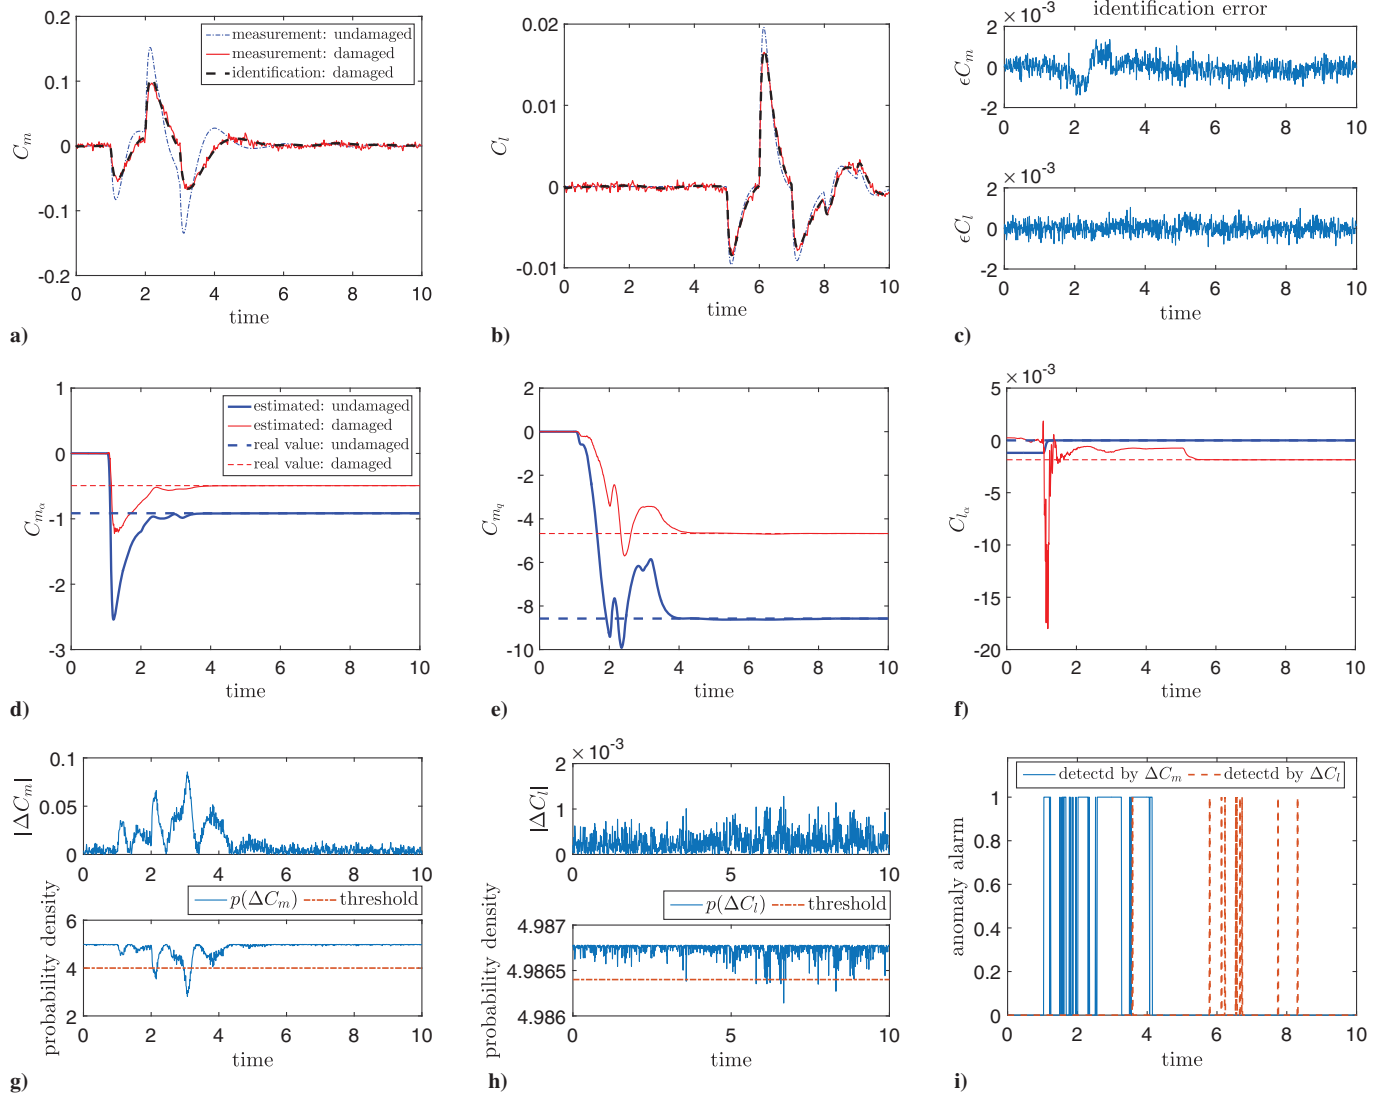 0.2
0.1
0
-0.1
-0.2
C_m
0 2 4 6 8 10
time
measurement: undamaged
measurement: damaged
identification: damaged
a)
0.02
0.01
0
-0.01
C_l
0 2 4 6 8 10
time
b)
identification error
2 ×10^-3
0
-2
ϵC_m
0 2 4 6 8 10
2 ×10^-3
0
-2
ϵC_l
0 2 4 6 8 10
time
c)
1
0
-1
-2
-3
C_{m_α}
0 2 4 6 8 10
time
estimated: undamaged
estimated: damaged
real value: undamaged
real value: damaged
d)
2
0
-2
-4
-6
-8
-10
C_{m_q}
0 2 4 6 8 10
time
e)
5 ×10^-3
0
-5
-10
-15
-20
C_{l_α}
0 2 4 6 8 10
time
f)
0.1
0.05
0
|ΔC_m|
0 2 4 6 8 10
p(ΔC_m) threshold
6
4
2
probability density
0 2 4 6 8 10
time
g)
2 ×10^-3
1
0
|ΔC_l|
0 5 10
p(ΔC_l) threshold
4.987
4.9865
4.986
probability density
0 5 10
time
h)
detectd by ΔC_m detectd by ΔC_l
1
0.8
0.6
0.4
0.2
0
anomaly alarm
0 2 4 6 8 10
time
i)